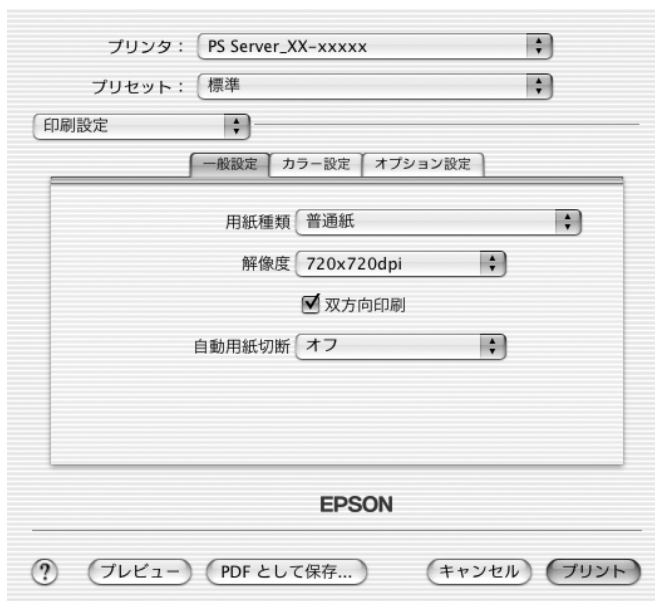 プリンタ： PS Server_XX-xxxxx
プリセット： 標準
印刷設定
一般設定 カラー設定 オプション設定
用紙種類 普通紙
解像度 720x720dpi
双方向印刷
自動用紙切断 オフ
EPSON
? プレビュー PDF として保存... キャンセル プリント